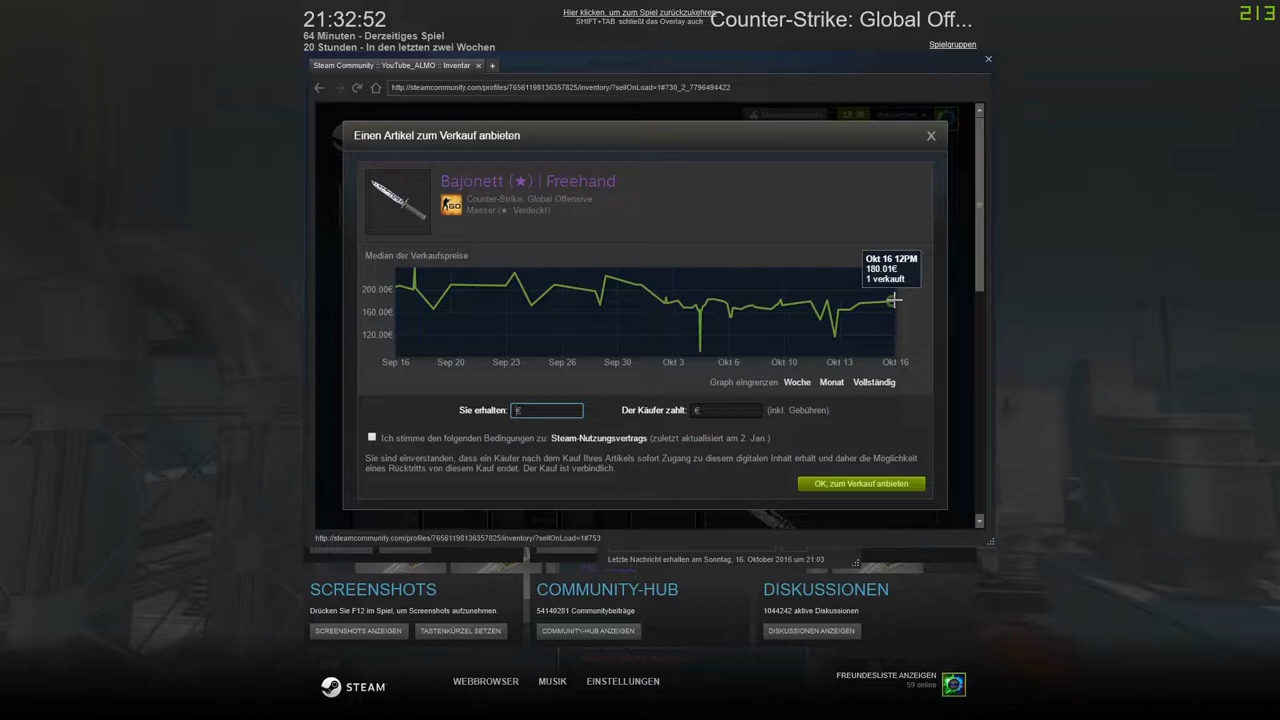 21:32:52
64 Minuten - Derzeitiges Spiel
20 Stunden - In den letzten zwei Wochen
Hier klicken, um zum Spiel zurückzukehren
SHIFT+TAB schließt das Overlay auch
Counter-Strike: Global Off...
213
Spielgruppen
Steam Community :: YouTube_ALMO :: Inventar
http://steamcommunity.com/profiles/76561198136357825/inventory/?sellOnLoad=1#730_2_7796494422
Einen Artikel zum Verkauf anbieten
X
Bajonett (★) | Freehand
Counter-Strike: Global Offensive
Messer (★, Verdeckt)
Median der Verkaufspreise
Okt 16 12PM
180.01€
1 verkauft
200.00€
160.00€
120.00€
Sep 16 Sep 20 Sep 23 Sep 26 Sep 30 Okt 3 Okt 6 Okt 10 Okt 13 Okt 16
Graph eingrenzen Woche Monat Vollständig
Sie erhalten: € Der Käufer zahlt: € (inkl. Gebühren)
Ich stimme den folgenden Bedingungen zu: Steam-Nutzungsvertrags (zuletzt aktualisiert am 2. Jan.)
Sie sind einverstanden, dass ein Käufer nach dem Kauf Ihres Artikels sofort Zugang zu diesem digitalen Inhalt erhält und daher die Möglichkeit
eines Rücktritts von diesem Kauf endet. Der Kauf ist verbindlich.
OK, zum Verkauf anbieten
http://steamcommunity.com/profiles/76561198136357825/inventory/?sellOnLoad=1#753
Letzte Nachricht erhalten am Sonntag, 16. Oktober 2016 um 21:03
SCREENSHOTS
Drücken Sie F12 im Spiel, um Screenshots aufzunehmen.
SCREENSHOTS ANZEIGEN TASTENKÜRZEL SETZEN
COMMUNITY-HUB
54140281 Communitybeiträge
COMMUNITY-HUB ANZEIGEN
DISKUSSIONEN
1044242 aktive Diskussionen
DISKUSSIONEN ANZEIGEN
STEAM
WEBBROWSER MUSIK EINSTELLUNGEN
FREUNDESLISTE ANZEIGEN
59 online